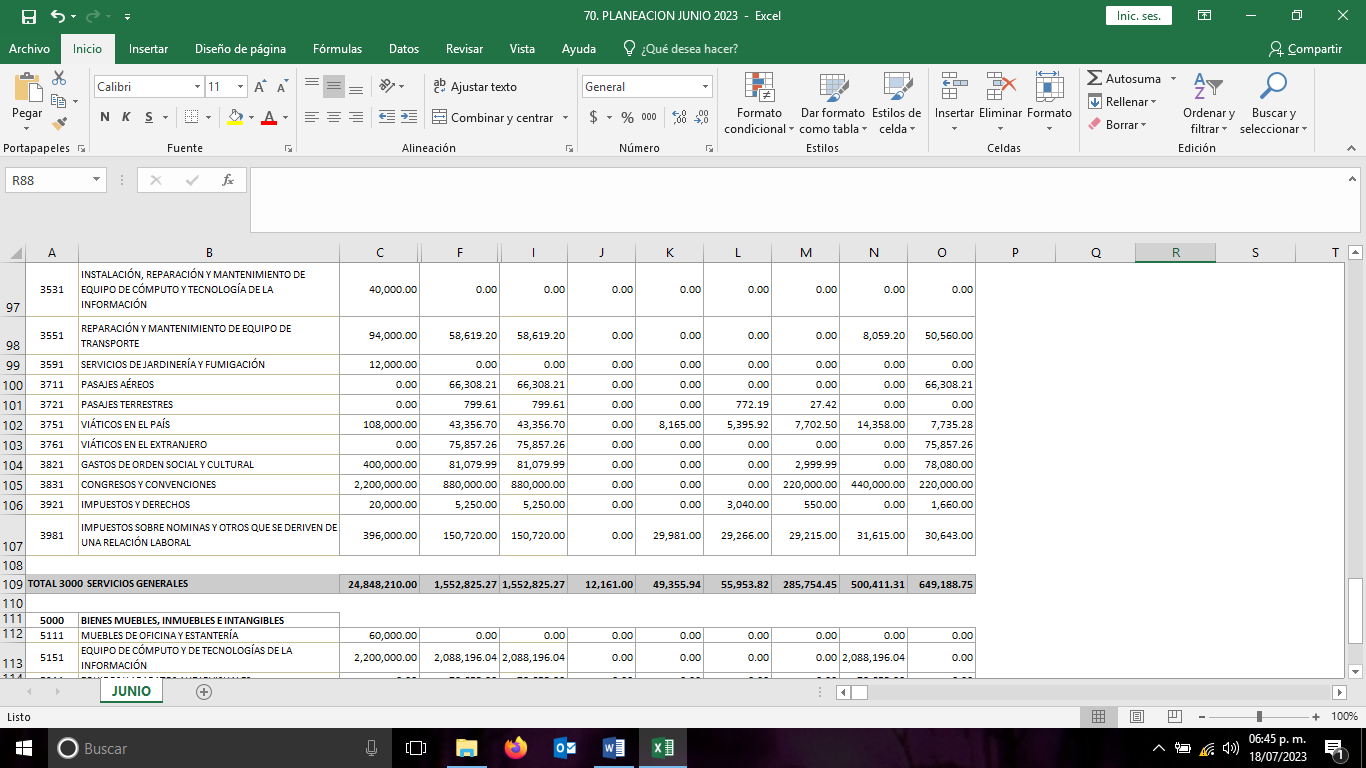 70. PLANEACION JUNIO 2023 - Excel
Inic. ses.
Archivo Inicio Insertar Diseño de página Fórmulas Datos Revisar Vista Ayuda ¿Qué desea hacer? Compartir
Pegar
Calibri 11
N K S
Ajustar texto
Combinar y centrar
General
$ % 000
Formato condicional
Dar formato como tabla
Estilos de celda
Insertar Eliminar Formato
Autosuma
Rellenar
Borrar
Ordenar y filtrar
Buscar y seleccionar
Portapapeles Fuente Alineación Número Estilos Celdas Edición
R88 fx
A B C F I J K L M N O P Q R S T
97 3531 INSTALACIÓN, REPARACIÓN Y MANTENIMIENTO DE EQUIPO DE CÓMPUTO Y TECNOLOGÍA DE LA INFORMACIÓN 40,000.00 0.00 0.00 0.00 0.00 0.00 0.00 0.00 0.00
98 3551 REPARACIÓN Y MANTENIMIENTO DE EQUIPO DE TRANSPORTE 94,000.00 58,619.20 58,619.20 0.00 0.00 0.00 0.00 8,059.20 50,560.00
99 3591 SERVICIOS DE JARDINERÍA Y FUMIGACIÓN 12,000.00 0.00 0.00 0.00 0.00 0.00 0.00 0.00 0.00
100 3711 PASAJES AÉREOS 0.00 66,308.21 66,308.21 0.00 0.00 0.00 0.00 0.00 66,308.21
101 3721 PASAJES TERRESTRES 0.00 799.61 799.61 0.00 0.00 772.19 27.42 0.00 0.00
102 3751 VIÁTICOS EN EL PAÍS 108,000.00 43,356.70 43,356.70 0.00 8,165.00 5,395.92 7,702.50 14,358.00 7,735.28
103 3761 VIÁTICOS EN EL EXTRANJERO 0.00 75,857.26 75,857.26 0.00 0.00 0.00 0.00 0.00 75,857.26
104 3821 GASTOS DE ORDEN SOCIAL Y CULTURAL 400,000.00 81,079.99 81,079.99 0.00 0.00 0.00 2,999.99 0.00 78,080.00
105 3831 CONGRESOS Y CONVENCIONES 2,200,000.00 880,000.00 880,000.00 0.00 0.00 0.00 220,000.00 440,000.00 220,000.00
106 3921 IMPUESTOS Y DERECHOS 20,000.00 5,250.00 5,250.00 0.00 0.00 3,040.00 550.00 0.00 1,660.00
107 3981 IMPUESTOS SOBRE NOMINAS Y OTROS QUE SE DERIVEN DE UNA RELACIÓN LABORAL 396,000.00 150,720.00 150,720.00 0.00 29,981.00 29,266.00 29,215.00 31,615.00 30,643.00
108
109 TOTAL 3000 SERVICIOS GENERALES 24,848,210.00 1,552,825.27 1,552,825.27 12,161.00 49,355.94 55,953.82 285,754.45 500,411.31 649,188.75
110
111 5000 BIENES MUEBLES, INMUEBLES E INTANGIBLES
112 5111 MUEBLES DE OFICINA Y ESTANTERÍA 60,000.00 0.00 0.00 0.00 0.00 0.00 0.00 0.00 0.00
113 5151 EQUIPO DE CÓMPUTO Y DE TECNOLOGÍAS DE LA INFORMACIÓN 2,200,000.00 2,088,196.04 2,088,196.04 0.00 0.00 0.00 0.00 2,088,196.04 0.00
JUNIO
Listo 100%
Buscar
06:45 p. m.
18/07/2023
1